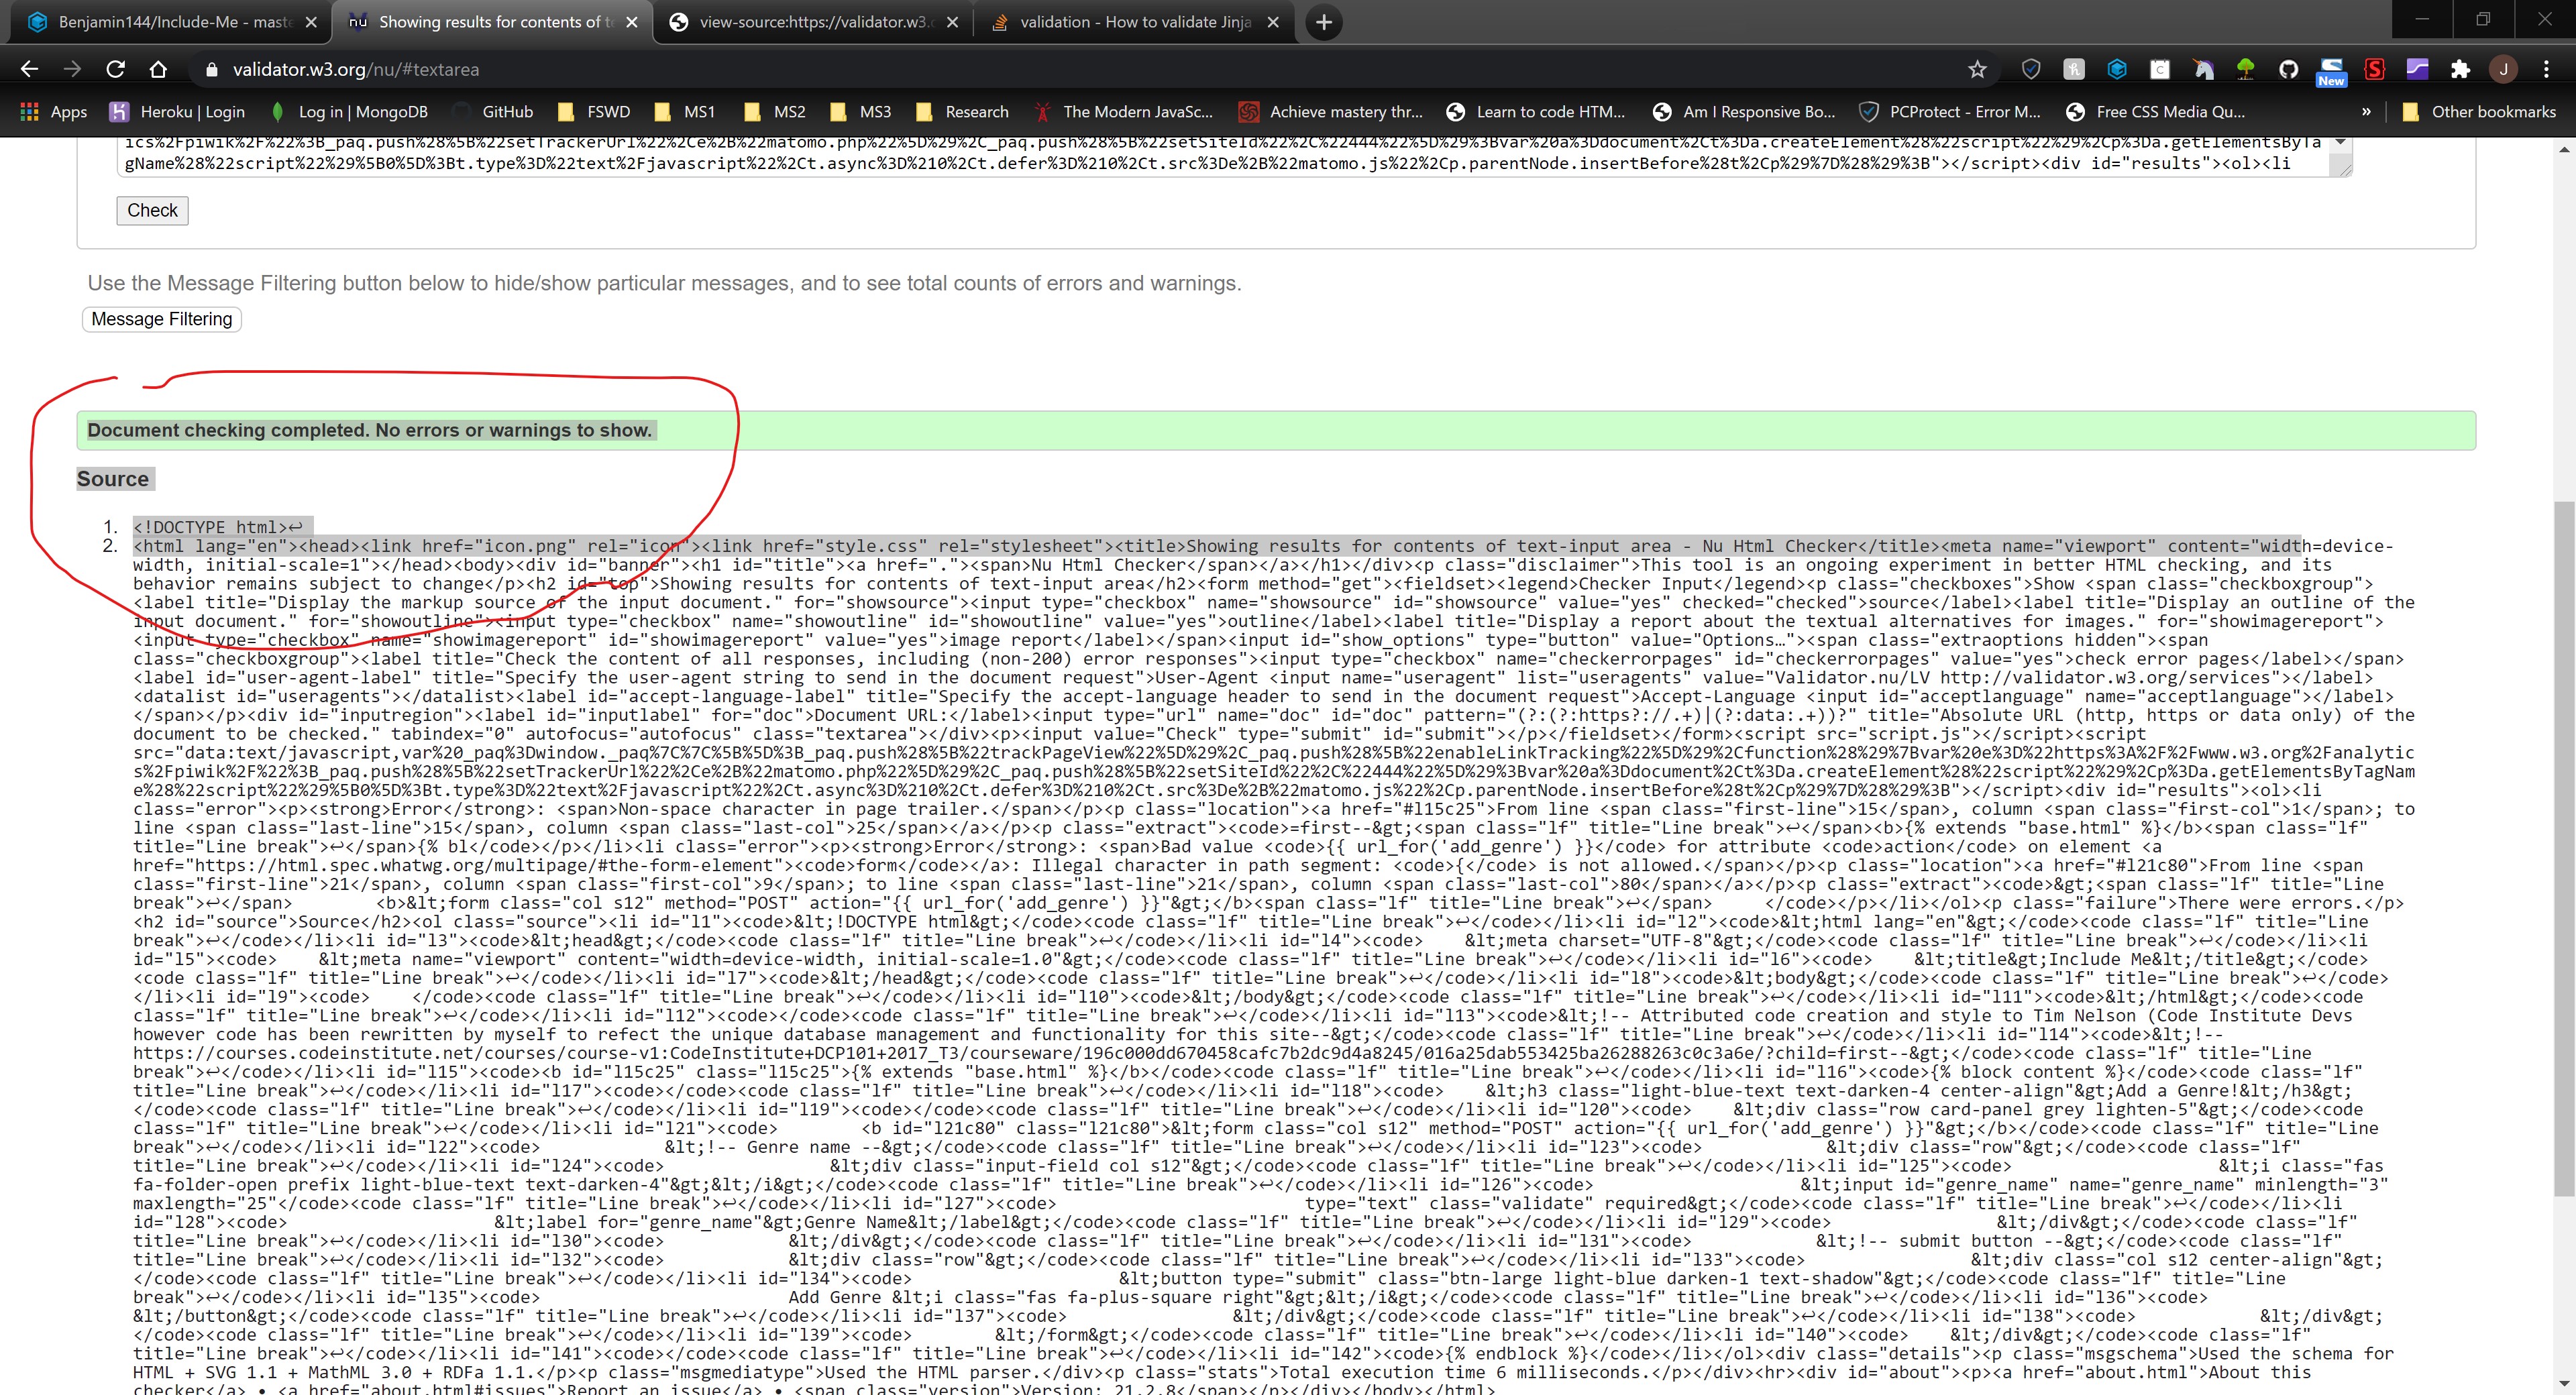 Benjamin144/Include-Me - maste
Showing results for contents of te
view-source:https://validator.w3.o
validation - How to validate Jinja
validator.w3.org/nu/#textarea
New
J
Apps
Heroku | Login
Log in | MongoDB
GitHub
FSWD
MS1
MS2
MS3
Research
The Modern JavaSc...
Achieve mastery thr...
Learn to code HTM...
Am I Responsive Bo...
PCProtect - Error M...
Free CSS Media Qu...
»
Other bookmarks
ics%2Fpiwik%2F%22%3B_paq.push%28%5B%22setTrackerUrl%22%2Ce%2B%22matomo.php%22%5D%29%2C_paq.push%28%5B%22setSiteId%22%2C%22444%22%5D%29%3Bvar%20a%3Ddocument%2Ct%3Da.createElement%28%22script%22%29%2Cp%3Da.getElementsByTa
gName%28%22script%22%29%5B0%5D%3Bt.type%3D%22text%2Fjavascript%22%2Ct.async%3D%210%2Ct.defer%3D%210%2Ct.src%3De%2B%22matomo.js%22%2Cp.parentNode.insertBefore%28t%2Cp%29%7D%28%29%3B"></script><div id="results"><ol><li
Check
Use the Message Filtering button below to hide/show particular messages, and to see total counts of errors and warnings.
Message Filtering
Document checking completed. No errors or warnings to show.
Source
1. <!DOCTYPE html>↩
2. <html lang="en"><head><link href="icon.png" rel="icon"><link href="style.css" rel="stylesheet"><title>Showing results for contents of text-input area - Nu Html Checker</title><meta name="viewport" content="width=device-
width, initial-scale=1"></head><body><div id="banner"><h1 id="title"><a href="."><span>Nu Html Checker</span></a></h1></div><p class="disclaimer">This tool is an ongoing experiment in better HTML checking, and its
behavior remains subject to change</p><h2 id="top">Showing results for contents of text-input area</h2><form method="get"><fieldset><legend>Checker Input</legend><p class="checkboxes">Show <span class="checkboxgroup">
<label title="Display the markup source of the input document." for="showsource"><input type="checkbox" name="showsource" id="showsource" value="yes" checked="checked">source</label><label title="Display an outline of the
input document." for="showoutline"><input type="checkbox" name="showoutline" id="showoutline" value="yes">outline</label><label title="Display a report about the textual alternatives for images." for="showimagereport">
<input type="checkbox" name="showimagereport" id="showimagereport" value="yes">image report</label></span><input id="show_options" type="button" value="Options…"><span class="extraoptions hidden"><span
class="checkboxgroup"><label title="Check the content of all responses, including (non-200) error responses"><input type="checkbox" name="checkerrorpages" id="checkerrorpages" value="yes">check error pages</label></span>
<label id="user-agent-label" title="Specify the user-agent string to send in the document request">User-Agent <input name="useragent" list="useragents" value="Validator.nu/LV http://validator.w3.org/services"></label>
<datalist id="useragents"></datalist><label id="accept-language-label" title="Specify the accept-language header to send in the document request">Accept-Language <input id="acceptlanguage" name="acceptlanguage"></label>
</span></p><div id="inputregion"><label id="inputlabel" for="doc">Document URL:</label><input type="url" name="doc" id="doc" pattern="(?:(?:https?://.+)|(?:data:.+))?" title="Absolute URL (http, https or data only) of the
document to be checked." tabindex="0" autofocus="autofocus" class="textarea"></div><p><input value="Check" type="submit" id="submit"></p></fieldset></form><script src="script.js"></script><script
src="data:text/javascript,var%20_paq%3Dwindow._paq%7C%7C%5B%5D%3B_paq.push%28%5B%22trackPageView%22%5D%29%2C_paq.push%28%5B%22enableLinkTracking%22%5D%29%2Cfunction%28%29%7Bvar%20e%3D%22https%3A%2F%2Fwww.w3.org%2Fanalytic
s%2Fpiwik%2F%22%3B_paq.push%28%5B%22setTrackerUrl%22%2Ce%2B%22matomo.php%22%5D%29%2C_paq.push%28%5B%22setSiteId%22%2C%22444%22%5D%29%3Bvar%20a%3Ddocument%2Ct%3Da.createElement%28%22script%22%29%2Cp%3Da.getElementsByTagNam
e%28%22script%22%29%5B0%5D%3Bt.type%3D%22text%2Fjavascript%22%2Ct.async%3D%210%2Ct.defer%3D%210%2Ct.src%3De%2B%22matomo.js%22%2Cp.parentNode.insertBefore%28t%2Cp%29%7D%28%29%3B"></script><div id="results"><ol><li
class="error"><p><strong>Error</strong>: <span>Non-space character in page trailer.</span></p><p class="location"><a href="#l15c25">From line <span class="first-line">15</span>, column <span class="first-col">1</span>; to
line <span class="last-line">15</span>, column <span class="last-col">25</span></a></p><p class="extract"><code>=first--&gt;<span class="lf" title="Line break">↩</span><b>{% extends "base.html" %}</b><span class="lf"
title="Line break">↩</span>{% bl</code></p></li><li class="error"><p><strong>Error</strong>: <span>Bad value <code>{{ url_for('add_genre') }}</code> for attribute <code>action</code> on element <a
href="https://html.spec.whatwg.org/multipage/#the-form-element"><code>form</code></a>: Illegal character in path segment: <code>{</code> is not allowed.</span></p><p class="location"><a href="#l21c80">From line <span
class="first-line">21</span>, column <span class="first-col">9</span>; to line <span class="last-line">21</span>, column <span class="last-col">80</span></a></p><p class="extract"><code>&gt;<span class="lf" title="Line
break">↩</span>        <b>&lt;form class="col s12" method="POST" action="{{ url_for('add_genre') }}"&gt;</b><span class="lf" title="Line break">↩</span>     </code></p></li></ol><p class="failure">There were errors.</p>
<h2 id="source">Source</h2><ol class="source"><li id="l1"><code>&lt;!DOCTYPE html&gt;</code><code class="lf" title="Line break">↩</code></li><li id="l2"><code>&lt;html lang="en"&gt;</code><code class="lf" title="Line
break">↩</code></li><li id="l3"><code>&lt;head&gt;</code><code class="lf" title="Line break">↩</code></li><li id="l4"><code>    &lt;meta charset="UTF-8"&gt;</code><code class="lf" title="Line break">↩</code></li><li
id="l5"><code>    &lt;meta name="viewport" content="width=device-width, initial-scale=1.0"&gt;</code><code class="lf" title="Line break">↩</code></li><li id="l6"><code>    &lt;title&gt;Include Me&lt;/title&gt;</code>
<code class="lf" title="Line break">↩</code></li><li id="l7"><code>&lt;/head&gt;</code><code class="lf" title="Line break">↩</code></li><li id="l8"><code>&lt;body&gt;</code><code class="lf" title="Line break">↩</code>
</li><li id="l9"><code>    </code><code class="lf" title="Line break">↩</code></li><li id="l10"><code>&lt;/body&gt;</code><code class="lf" title="Line break">↩</code></li><li id="l11"><code>&lt;/html&gt;</code><code
class="lf" title="Line break">↩</code></li><li id="l12"><code></code><code class="lf" title="Line break">↩</code></li><li id="l13"><code>&lt;!-- Attributed code creation and style to Tim Nelson (Code Institute Devs
however code has been rewritten by myself to refect the unique database management and functionality for this site--&gt;</code><code class="lf" title="Line break">↩</code></li><li id="l14"><code>&lt;!--
https://courses.codeinstitute.net/courses/course-v1:CodeInstitute+DCP101+2017_T3/courseware/196c000dd670458cafc7b2dc9d4a8245/016a25dab553425ba26288263c0c3a6e/?child=first--&gt;</code><code class="lf" title="Line
break">↩</code></li><li id="l15"><code><b id="l15c25" class="l15c25">{% extends "base.html" %}</b></code><code class="lf" title="Line break">↩</code></li><li id="l16"><code>{% block content %}</code><code class="lf"
title="Line break">↩</code></li><li id="l17"><code></code><code class="lf" title="Line break">↩</code></li><li id="l18"><code>    &lt;h3 class="light-blue-text text-darken-4 center-align"&gt;Add a Genre!&lt;/h3&gt;
</code><code class="lf" title="Line break">↩</code></li><li id="l19"><code></code><code class="lf" title="Line break">↩</code></li><li id="l20"><code>    &lt;div class="row card-panel grey lighten-5"&gt;</code><code
class="lf" title="Line break">↩</code></li><li id="l21"><code>        <b id="l21c80" class="l21c80">&lt;form class="col s12" method="POST" action="{{ url_for('add_genre') }}"&gt;</b></code><code class="lf" title="Line
break">↩</code></li><li id="l22"><code>            &lt;!-- Genre name --&gt;</code><code class="lf" title="Line break">↩</code></li><li id="l23"><code>            &lt;div class="row"&gt;</code><code class="lf"
title="Line break">↩</code></li><li id="l24"><code>                &lt;div class="input-field col s12"&gt;</code><code class="lf" title="Line break">↩</code></li><li id="l25"><code>                    &lt;i class="fas
fa-folder-open prefix light-blue-text text-darken-4"&gt;&lt;/i&gt;</code><code class="lf" title="Line break">↩</code></li><li id="l26"><code>                    &lt;input id="genre_name" name="genre_name" minlength="3"
maxlength="25"</code><code class="lf" title="Line break">↩</code></li><li id="l27"><code>                        type="text" class="validate" required&gt;</code><code class="lf" title="Line break">↩</code></li><li
id="l28"><code>                    &lt;label for="genre_name"&gt;Genre Name&lt;/label&gt;</code><code class="lf" title="Line break">↩</code></li><li id="l29"><code>                &lt;/div&gt;</code><code class="lf"
title="Line break">↩</code></li><li id="l30"><code>            &lt;/div&gt;</code><code class="lf" title="Line break">↩</code></li><li id="l31"><code>            &lt;!-- submit button --&gt;</code><code class="lf"
title="Line break">↩</code></li><li id="l32"><code>            &lt;div class="row"&gt;</code><code class="lf" title="Line break">↩</code></li><li id="l33"><code>                &lt;div class="col s12 center-align"&gt;
</code><code class="lf" title="Line break">↩</code></li><li id="l34"><code>                    &lt;button type="submit" class="btn-large light-blue darken-1 text-shadow"&gt;</code><code class="lf" title="Line
break">↩</code></li><li id="l35"><code>                        Add Genre &lt;i class="fas fa-plus-square right"&gt;&lt;/i&gt;</code><code class="lf" title="Line break">↩</code></li><li id="l36"><code>
&lt;/button&gt;</code><code class="lf" title="Line break">↩</code></li><li id="l37"><code>                &lt;/div&gt;</code><code class="lf" title="Line break">↩</code></li><li id="l38"><code>            &lt;/div&gt;
</code><code class="lf" title="Line break">↩</code></li><li id="l39"><code>        &lt;/form&gt;</code><code class="lf" title="Line break">↩</code></li><li id="l40"><code>    &lt;/div&gt;</code><code class="lf"
title="Line break">↩</code></li><li id="l41"><code></code><code class="lf" title="Line break">↩</code></li><li id="l42"><code>{% endblock %}</code></li></ol><div class="details"><p class="msgschema">Used the schema for
HTML + SVG 1.1 + MathML 3.0 + RDFa 1.1.</p><p class="msgmediatype">Used the HTML parser.</div><p class="stats">Total execution time 6 milliseconds.</p></div><hr><div id="about"><p><a href="about.html">About this
checker</a> • <a href="about.html#issues">Report an issue</a> • <span class="version">Version: 21.2.8</span></p></div></body></html>